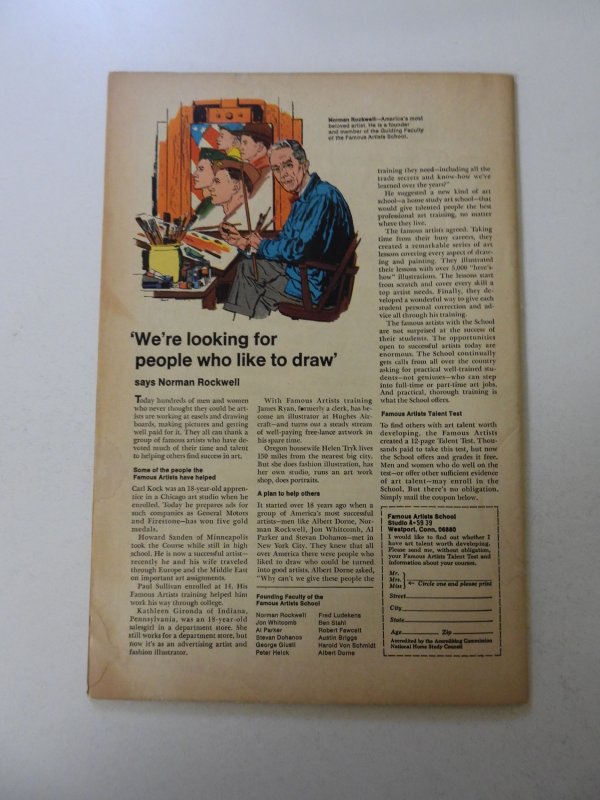 Norman Rockwell—America's most
beloved artist. He is a founder
and member of the Guiding Faculty
of the Famous Artists School.
'We're looking for
people who like to draw'
says Norman Rockwell
Today hundreds of men and women
who never thought they could be art-
ists are working at easels and drawing
boards, making pictures and getting
well paid for it. They all can thank a
group of famous artists who have de-
voted much of their time and talent
to helping others find success in art.
Some of the people the
Famous Artists have helped
Carl Kock was an 18-year-old appren-
tice in a Chicago art studio when he
enrolled. Today he prepares ads for
such companies as General Motors
and Firestone–has won five gold
medals.
Howard Sanden of Minneapolis
took the Course while still in high
school. He is now a successful artist–
recently he and his wife traveled
through Europe and the Middle East
on important art assignments.
Paul Sullivan enrolled at 14. His
Famous Artists training helped him
work his way through college.
Kathleen Gironda of Indiana,
Pennsylvania, was an 18-year-old
salesgirl in a department store. She
still works for a department store, but
now it's as an advertising artist and
fashion illustrator.
With Famous Artists training
James Ryan, formerly a clerk, has be-
come an illustrator at Hughes Air-
craft–and turns out a steady stream
of well-paying free-lance artwork in
his spare time.
Oregon housewife Helen Tryk lives
150 miles from the nearest big city.
But she does fashion illustration, has
her own studio, runs an art work
shop, does portraits.
A plan to help others
It started over 18 years ago when a
group of America's most successful
artists–men like Albert Dorne, Nor-
man Rockwell, Jon Whitcomb, Al
Parker and Stevan Dohanos–met in
New York City. They knew that all
over America there were people who
liked to draw who could be turned
into good artists. Albert Dorne asked,
"Why can't we give these people the
Founding Faculty of the
Famous Artists School
Norman Rockwell
Jon Whitcomb
Al Parker
Stevan Dohanos
George Giusti
Peter Helck
Fred Ludekens
Ben Stahl
Robert Fawcett
Austin Briggs
Harold Von Schmidt
Albert Dorne
training they need–including all the
trade secrets and know-how we've
learned over the years?"
He suggested a new kind of art
school–a home study art school–that
would give talented people the best
professional art training, no matter
where they live.
The famous artists agreed. Taking
time from their busy careers, they
created a remarkable series of art
lessons covering every aspect of draw-
ing and painting. They illustrated
their lessons with over 5,000 "here's-
how" illustrations. The lessons start
from scratch and cover every skill a
top artist needs. Finally, they de-
veloped a wonderful way to give each
student personal correction and ad-
vice all through his training.
The famous artists with the School
are not surprised at the success of
their students. The opportunities
open to successful artists today are
enormous. The School continually
gets calls from all over the country
asking for practical well-trained stu-
dents–not geniuses–who can step
into full-time or part-time art jobs.
And practical, thorough training is
what the School offers.
Famous Artists Talent Test
To find others with art talent worth
developing, the Famous Artists
created a 12-page Talent Test. Thou-
sands paid to take this test, but now
the School offers and grades it free.
Men and women who do well on the
test–or offer other sufficient evidence
of art talent–may enroll in the
School. But there's no obligation.
Simply mail the coupon below.
Famous Artists School
Studio A-5939
Westport, Conn. 06880
I would like to find out whether I
have art talent worth developing.
Please send me, without obligation,
your Famous Artists Talent Test and
information about your courses.
Mr.
Mrs.
Miss
Circle one and please print
Street
City
State
Age Zip
Accredited by the Accrediting Commission
National Home Study Council